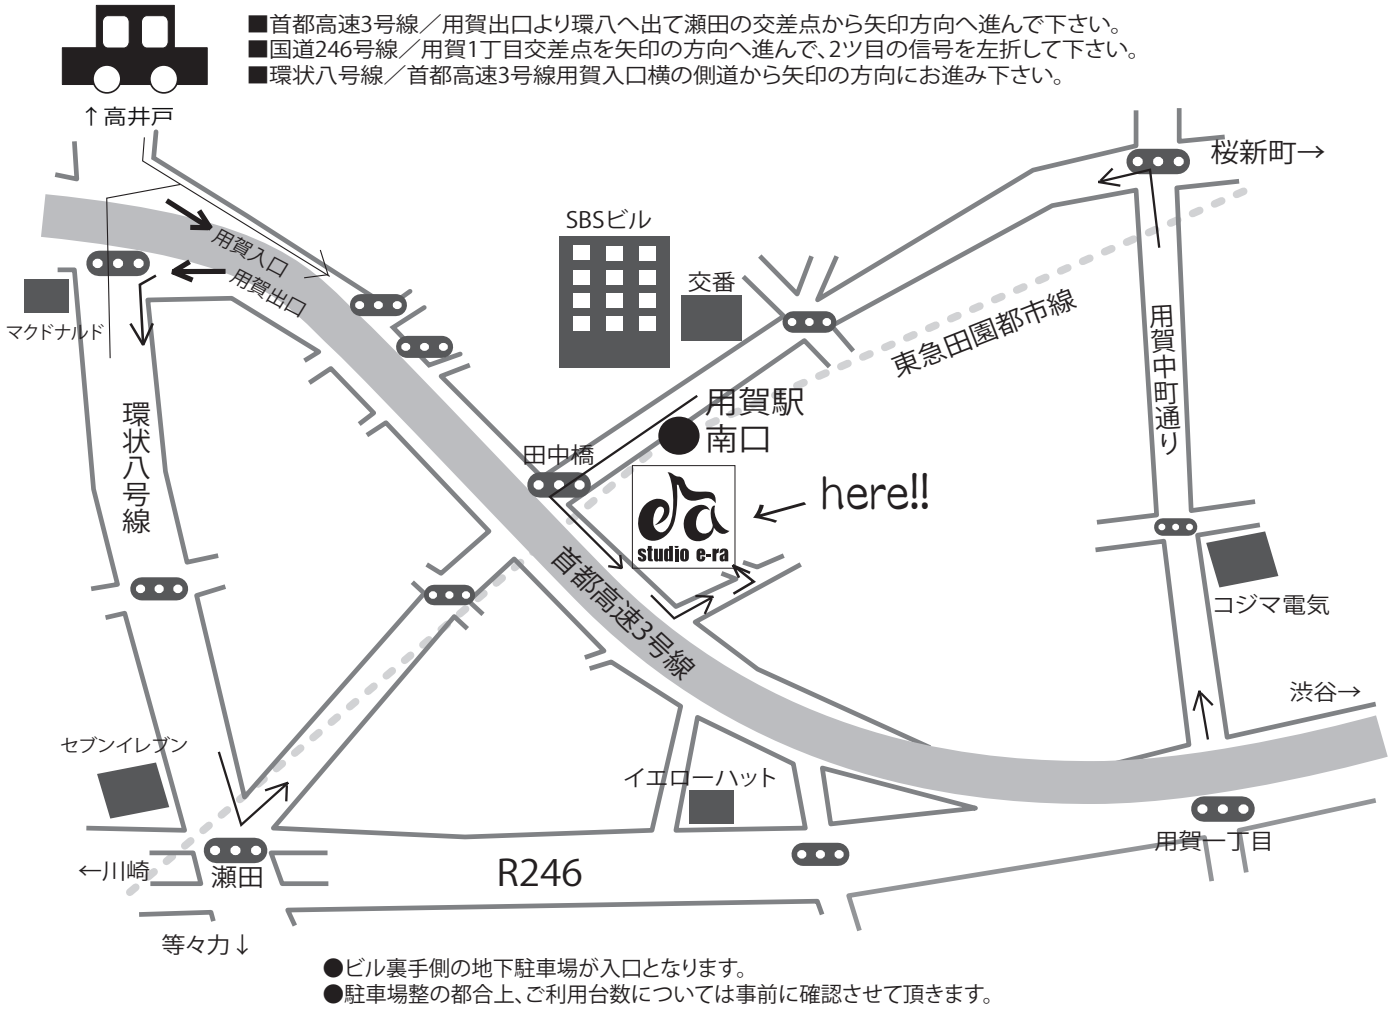 ■首都高速3号線／用賀出口より環八へ出て瀬田の交差点から矢印方向へ進んで下さい。
■国道246号線／用賀1丁目交差点を矢印の方向へ進んで、2ツ目の信号を左折して下さい。
■環状八号線／首都高速3号線用賀入口横の側道から矢印の方向にお進み下さい。
↑高井戸
桜新町→
SBSビル
用賀入口
用賀出口
交番
マクドナルド
東急田園都市線
用賀中町通り
環状八号線
用賀駅
南口
田中橋
here!!
era
studio e-ra
首都高速3号線
コジマ電気
渋谷→
セブンイレブン
イエローハット
用賀一丁目
←川崎
瀬田
R246
等々力↓
●ビル裏手側の地下駐車場が入口となります。
●駐車場整の都合上、ご利用台数については事前に確認させて頂きます。